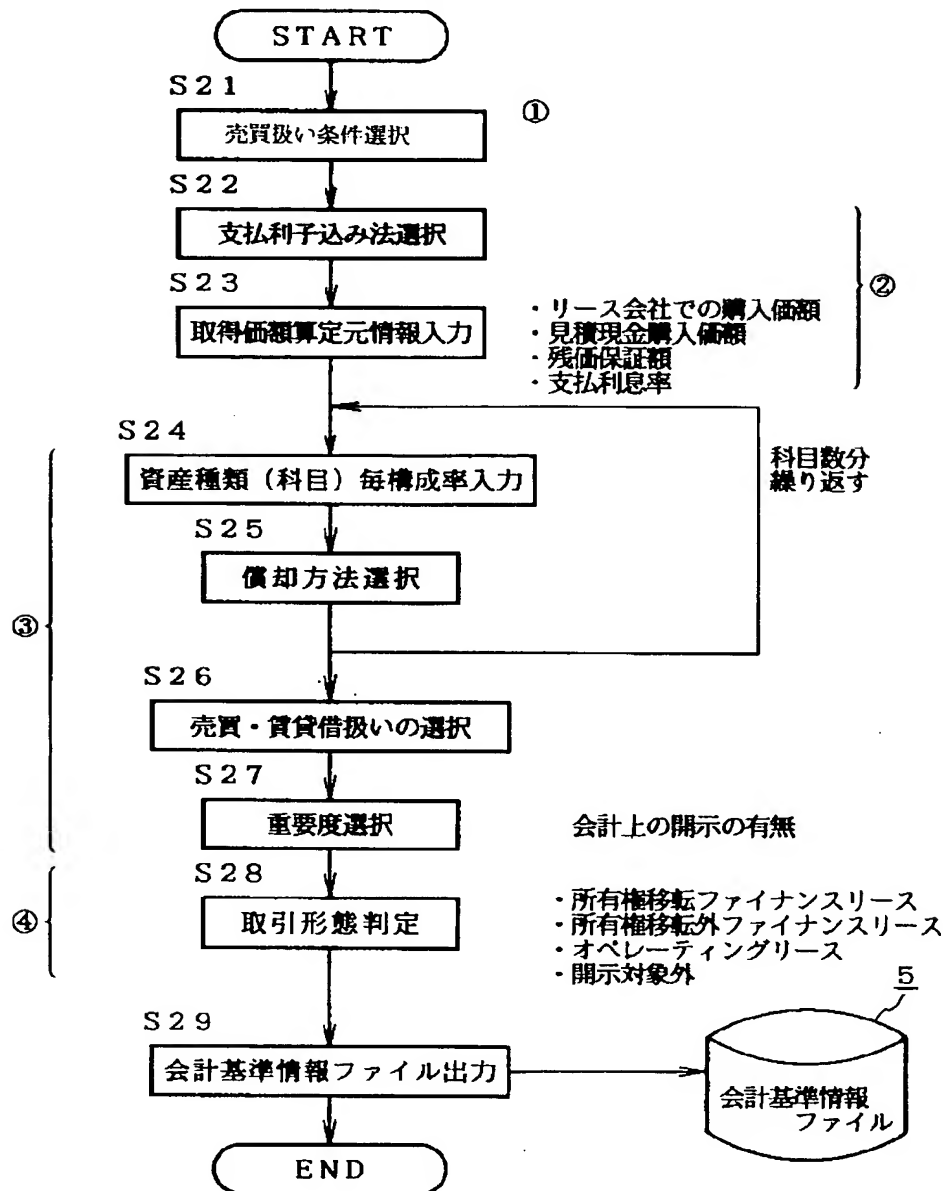 START
S21
①
売買扱い条件選択
S22
支払利子込み法選択
②
S23
取得価額算定元情報入力
・リース会社での購入価額
・見積現金購入価額
・残価保証額
・支払利息率
S24
資産種類（科目）毎構成率入力
科目数分
繰り返す
S25
償却方法選択
③
S26
売買・賃貸借扱いの選択
S27
重要度選択
会計上の開示の有無
S28
④
取引形態判定
・所有権移転ファイナンスリース
・所有権移転外ファイナンスリース
・オペレーティングリース
・開示対象外
5
S29
会計基準情報ファイル出力
会計基準情報
ファイル
END